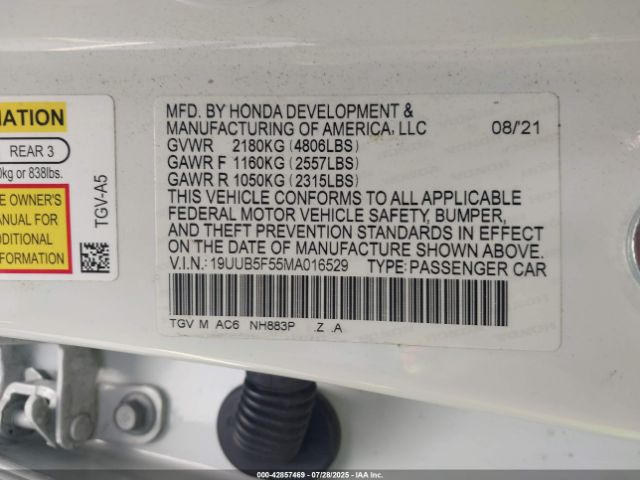 MATION
REAR 3
kg or 838lbs.
E OWNER'S
ANUAL FOR
DDITIONAL
FORMATION
TGV-A5
MFD. BY HONDA DEVELOPMENT &
MANUFACTURING OF AMERICA, LLC 08/21
GVWR 2180KG (4806LBS)
GAWR F 1160KG (2557LBS)
GAWR R 1050KG (2315LBS)
THIS VEHICLE CONFORMS TO ALL APPLICABLE
FEDERAL MOTOR VEHICLE SAFETY, BUMPER,
AND THEFT PREVENTION STANDARDS IN EFFECT
ON THE DATE OF MANUFACTURE SHOWN ABOVE.
V.I.N.: 19UUB5F55MA016529 TYPE: PASSENGER CAR
TGV M AC6 NH883P .Z .A
000-42857469 - 07/28/2025 - IAAI, Inc.